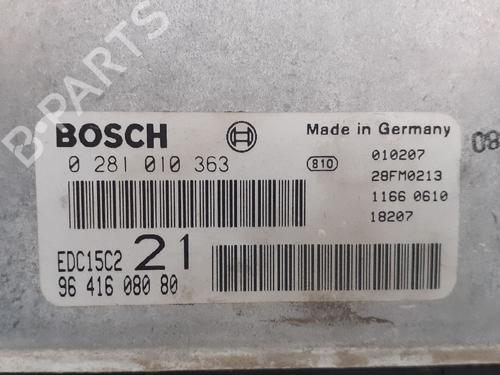 B-PARTS
BOSCH
Made in Germany
0 281 010 363
810
010207
28FM0213
1166 0610
18207
08
EDC15C2 21
96 416 080 80